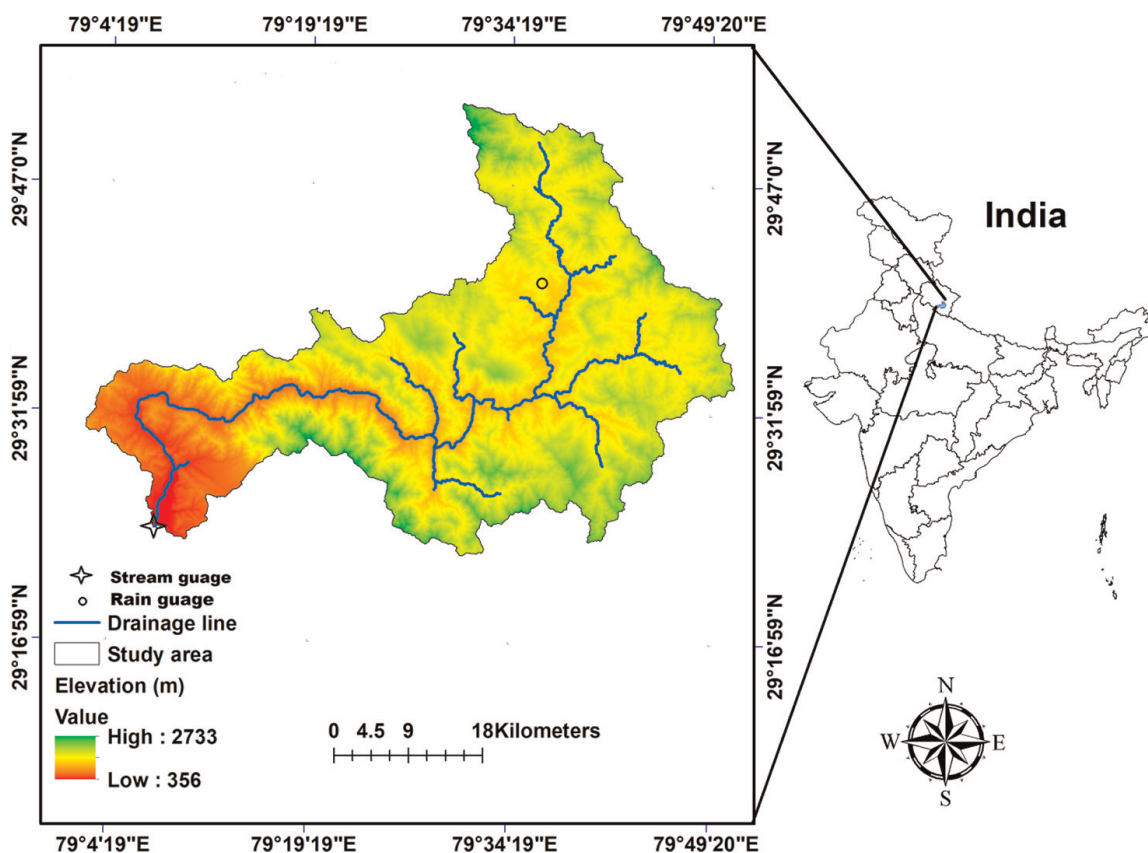 79°4'19"E 79°19'19"E 79°34'19"E 79°49'20"E
29°47'0"N
29°31'59"N
29°16'59"N
29°47'0"N
29°31'59"N
29°16'59"N
India
Stream guage
Rain guage
Drainage line
Study area
Elevation (m)
Value
High : 2733
Low : 356
0 4.5 9 18Kilometers
N
W E
S
79°4'19"E 79°19'19"E 79°34'19"E 79°49'20"E